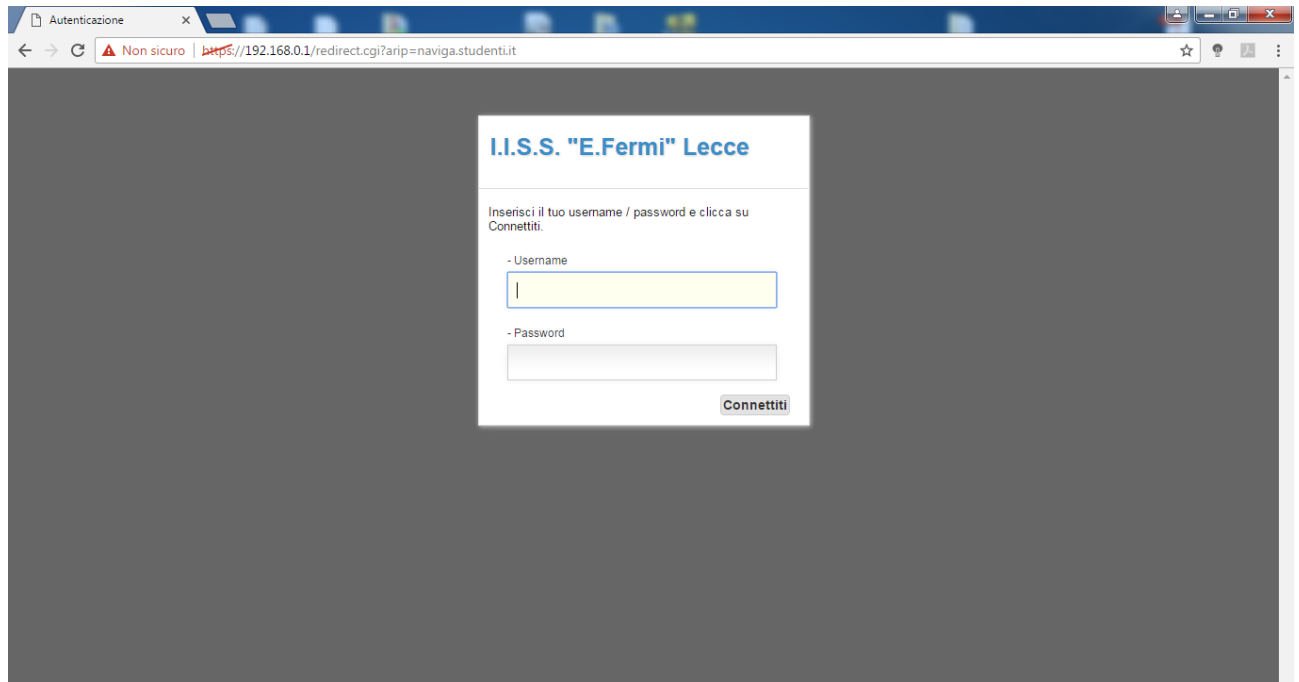 Autenticazione
Non sicuro | https://192.168.0.1/redirect.cgi?arip=naviga.studenti.it
I.I.S.S. "E.Fermi" Lecce
Inserisci il tuo username / password e clicca su
Connettiti.
- Username
- Password
Connettiti